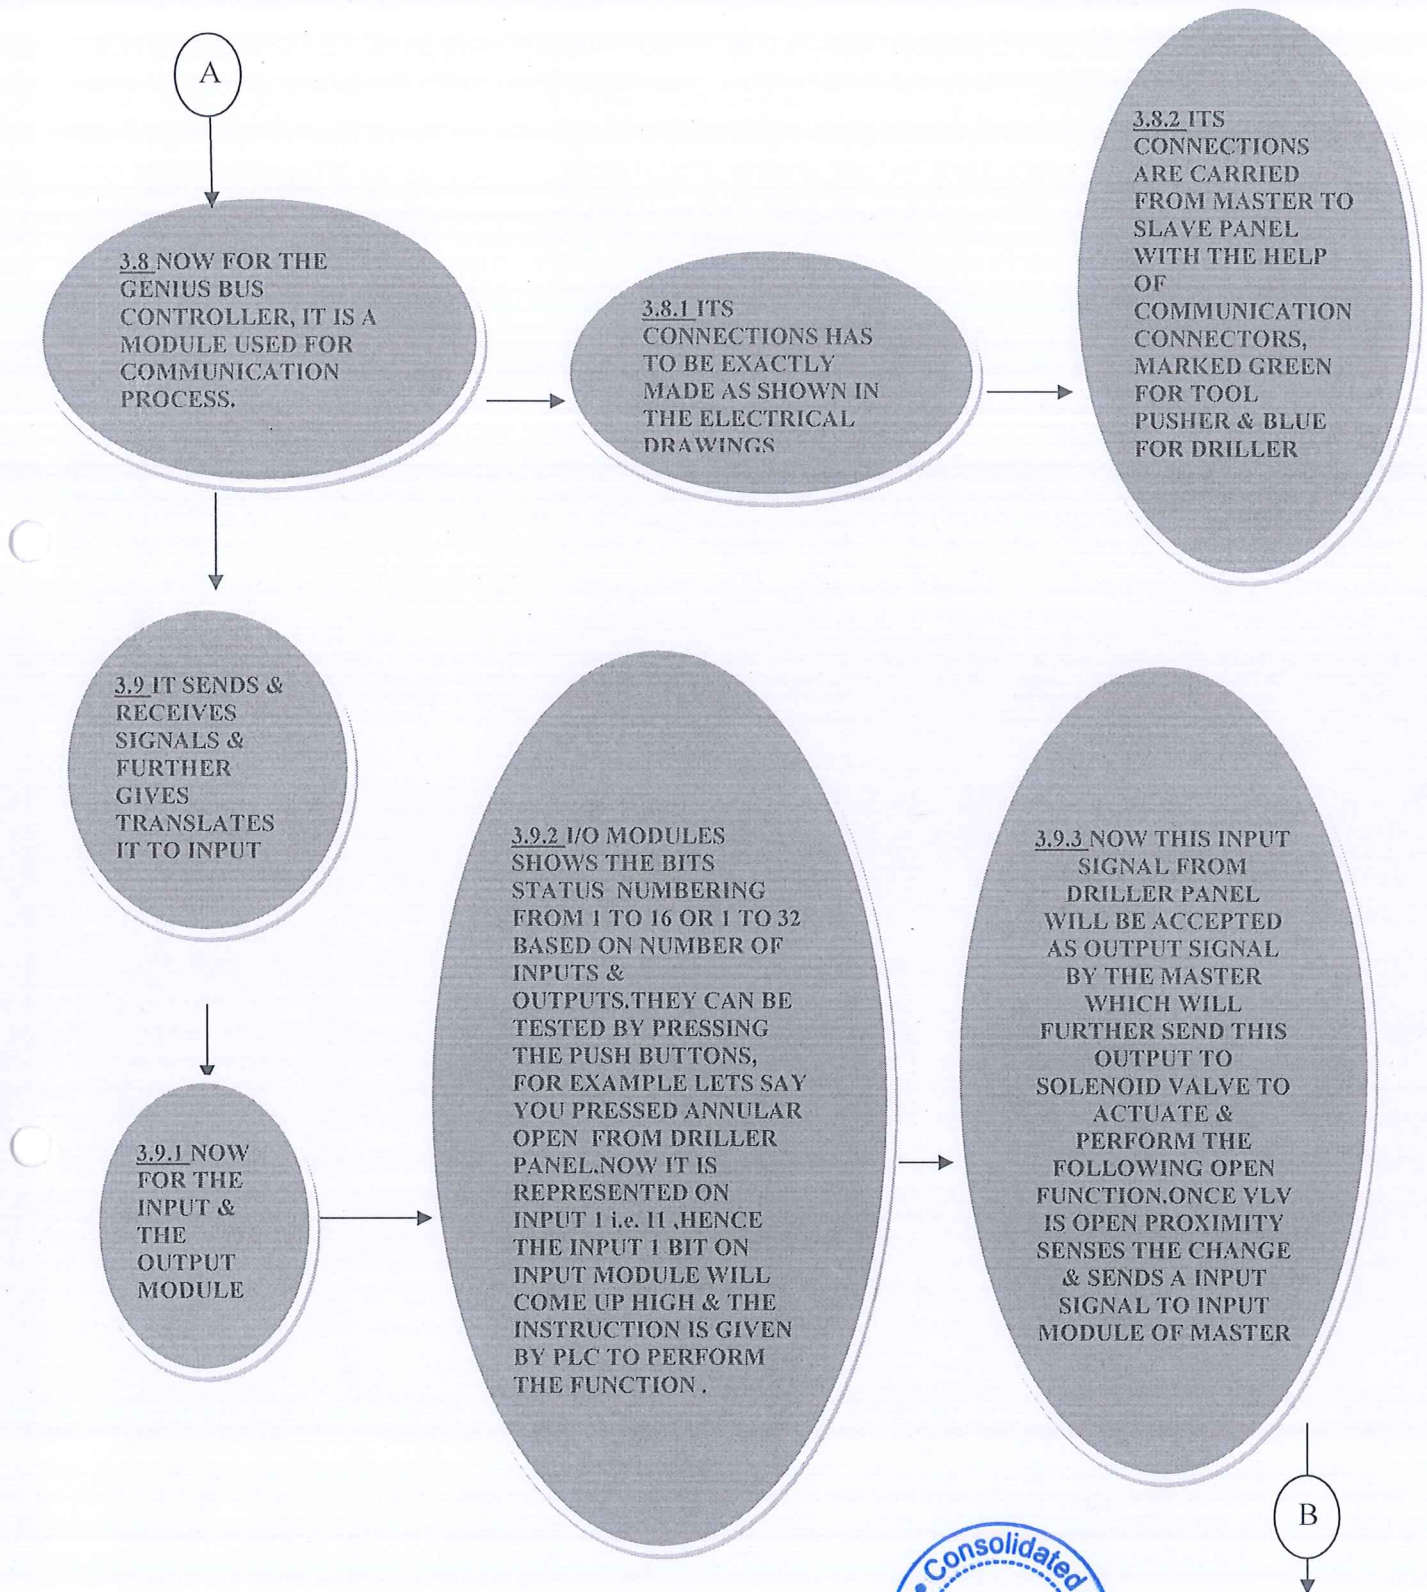 A
3.8 NOW FOR THE
GENIUS BUS
CONTROLLER, IT IS A
MODULE USED FOR
COMMUNICATION
PROCESS.
3.8.1 ITS
CONNECTIONS HAS
TO BE EXACTLY
MADE AS SHOWN IN
THE ELECTRICAL
DRAWINGS
3.8.2 ITS
CONNECTIONS
ARE CARRIED
FROM MASTER TO
SLAVE PANEL
WITH THE HELP
OF
COMMUNICATION
CONNECTORS,
MARKED GREEN
FOR TOOL
PUSHER & BLUE
FOR DRILLER
3.9 IT SENDS &
RECEIVES
SIGNALS &
FURTHER
GIVES
TRANSLATES
IT TO INPUT
3.9.1 NOW
FOR THE
INPUT &
THE
OUTPUT
MODULE
3.9.2 I/O MODULES
SHOWS THE BITS
STATUS NUMBERING
FROM 1 TO 16 OR 1 TO 32
BASED ON NUMBER OF
INPUTS &
OUTPUTS.THEY CAN BE
TESTED BY PRESSING
THE PUSH BUTTONS,
FOR EXAMPLE LETS SAY
YOU PRESSED ANNULAR
OPEN FROM DRILLER
PANEL.NOW IT IS
REPRESENTED ON
INPUT 1 i.e. I1 ,HENCE
THE INPUT 1 BIT ON
INPUT MODULE WILL
COME UP HIGH & THE
INSTRUCTION IS GIVEN
BY PLC TO PERFORM
THE FUNCTION .
3.9.3 NOW THIS INPUT
SIGNAL FROM
DRILLER PANEL
WILL BE ACCEPTED
AS OUTPUT SIGNAL
BY THE MASTER
WHICH WILL
FURTHER SEND THIS
OUTPUT TO
SOLENOID VALVE TO
ACTUATE &
PERFORM THE
FOLLOWING OPEN
FUNCTION.ONCE VLV
IS OPEN PROXIMITY
SENSES THE CHANGE
& SENDS A INPUT
SIGNAL TO INPUT
MODULE OF MASTER
B
Consolidated